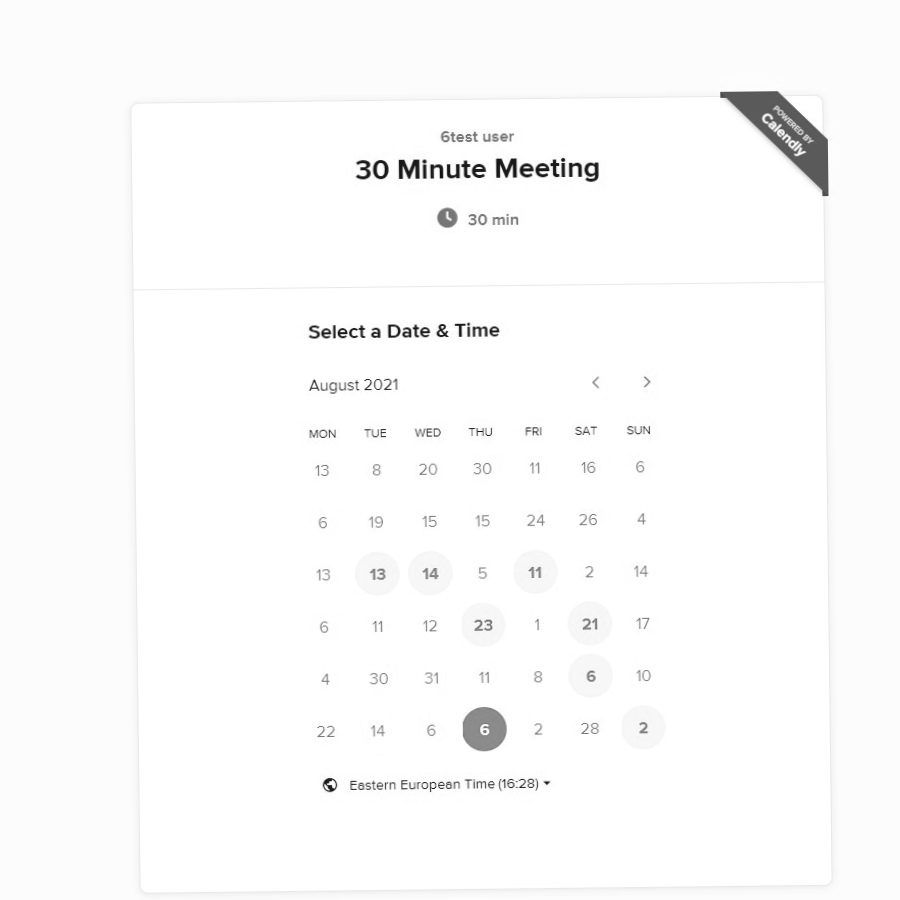 POWERED BY
Calendly
6test user
30 Minute Meeting
30 min
Select a Date & Time
August 2021
MON TUE WED THU FRI SAT SUN
13 8 20 30 11 16 6
6 19 15 15 24 26 4
13 13 14 5 11 2 14
6 11 12 23 1 21 17
4 30 31 11 8 6 10
22 14 6 6 2 28 2
Eastern European Time (16:28)